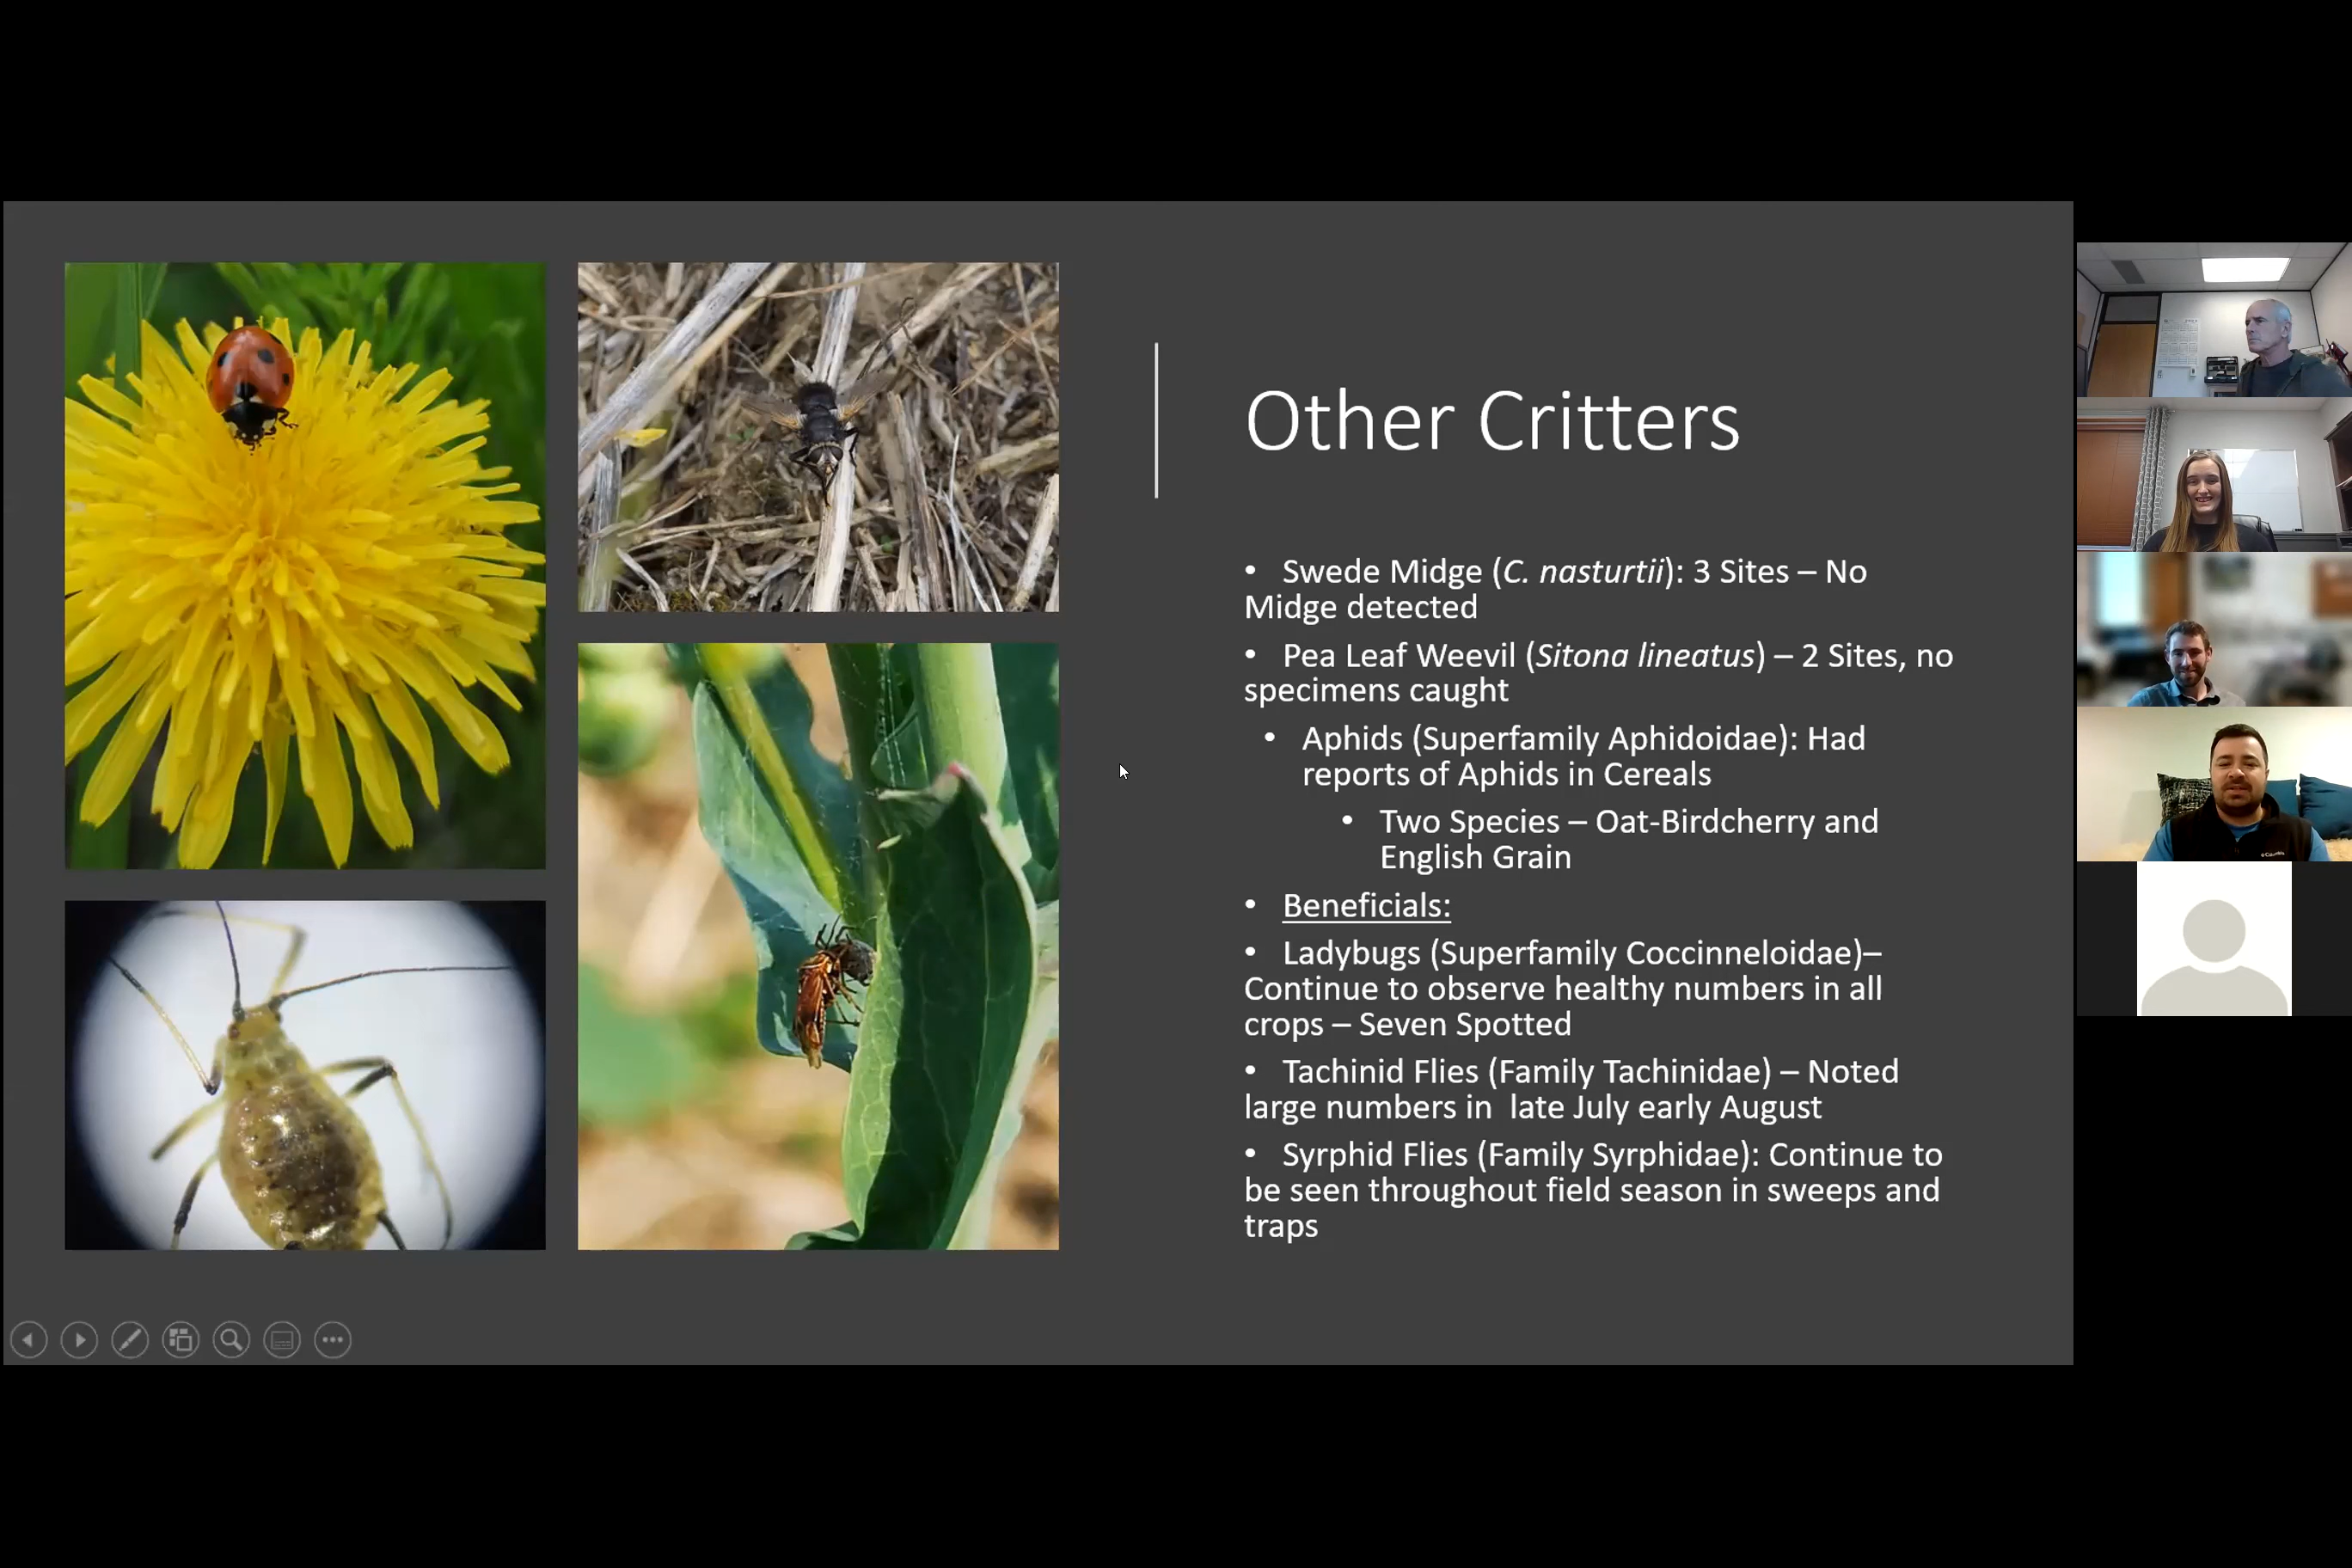 Other Critters
• Swede Midge (C. nasturtii): 3 Sites – No
Midge detected
• Pea Leaf Weevil (Sitona lineatus) – 2 Sites, no
specimens caught
• Aphids (Superfamily Aphidoidae): Had
reports of Aphids in Cereals
• Two Species – Oat-Birdcherry and
English Grain
• Beneficials:
• Ladybugs (Superfamily Coccinneloidae)–
Continue to observe healthy numbers in all
crops – Seven Spotted
• Tachinid Flies (Family Tachinidae) – Noted
large numbers in  late July early August
• Syrphid Flies (Family Syrphidae): Continue to
be seen throughout field season in sweeps and
traps
Columbia